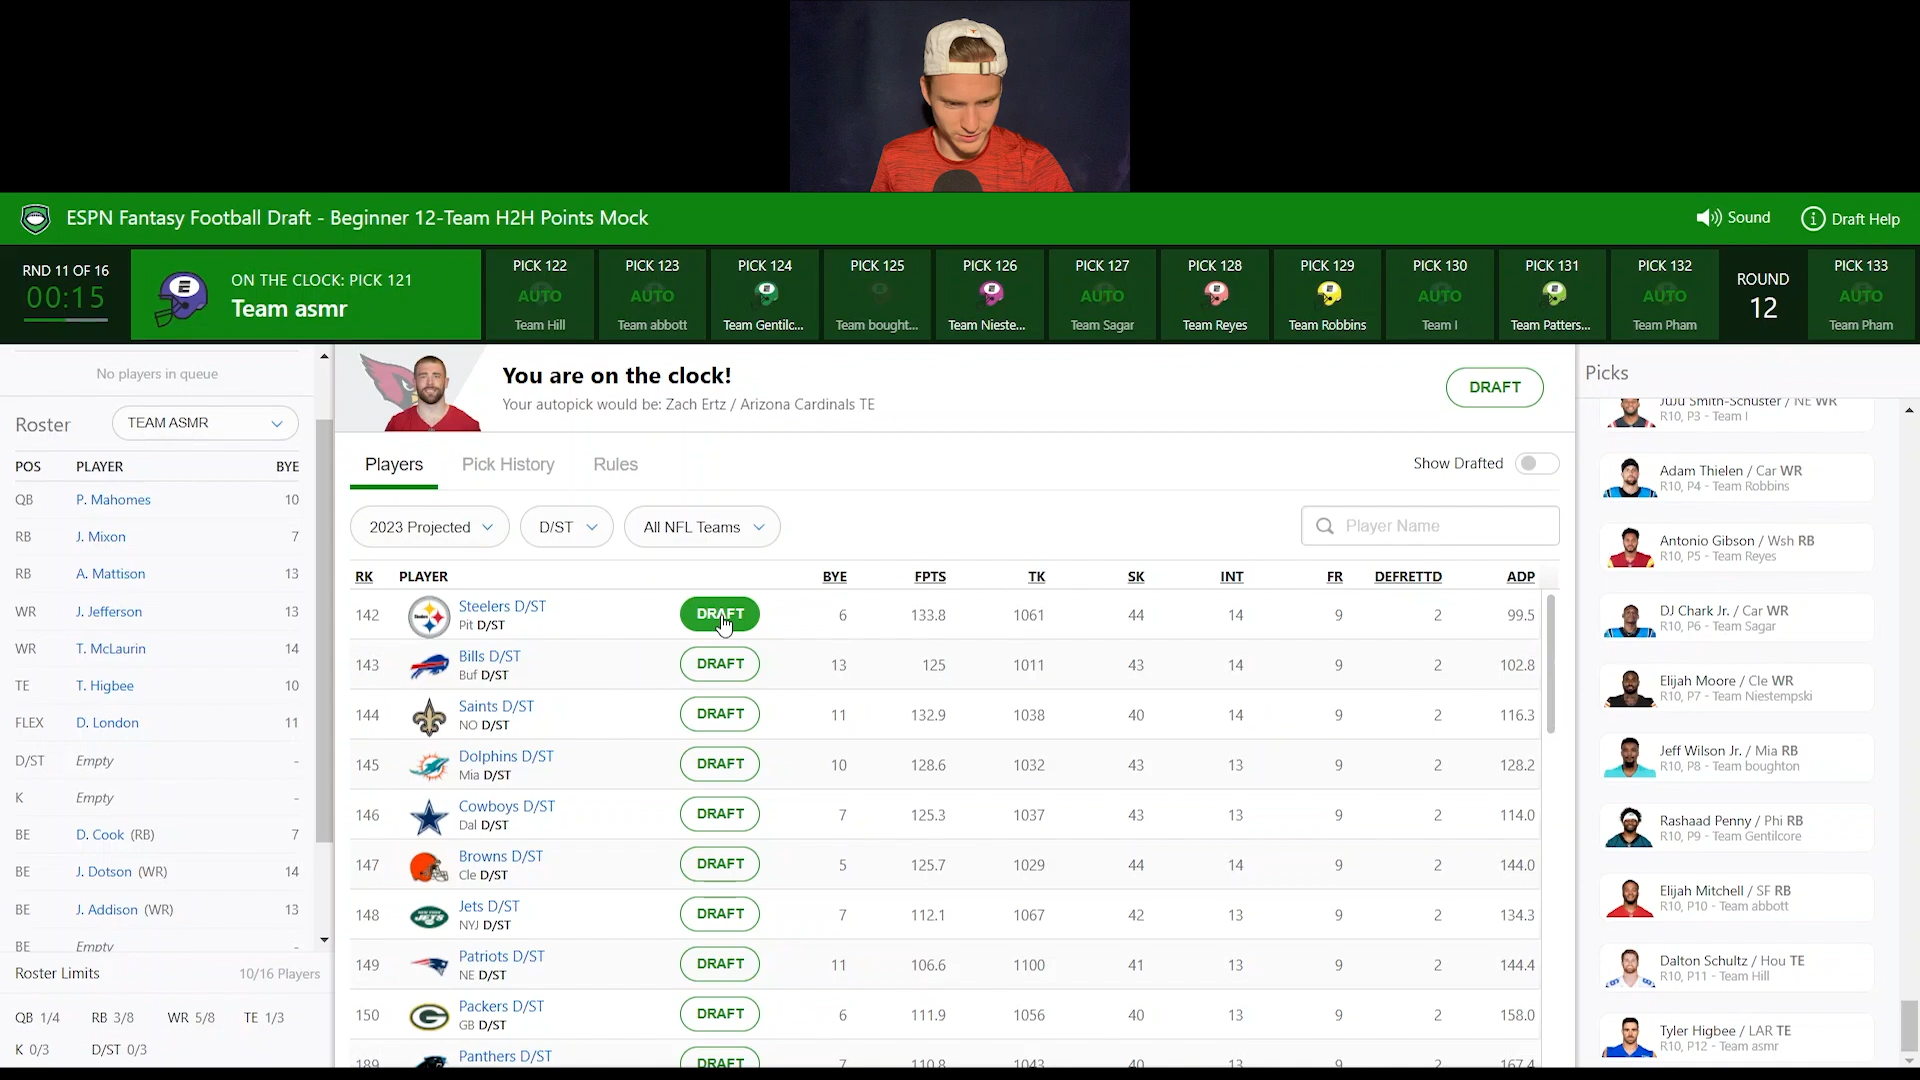 ESPN Fantasy Football Draft - Beginner 12-Team H2H Points Mock
Sound
Draft Help
RND 11 OF 16
00:15
ON THE CLOCK: PICK 121
Team asmr
PICK 122
AUTO
Team Hill
PICK 123
AUTO
Team abbott
PICK 124
Team Gentilc...
PICK 125
Team bought...
PICK 126
Team Nieste...
PICK 127
AUTO
Team Sagar
PICK 128
Team Reyes
PICK 129
Team Robbins
PICK 130
AUTO
Team I
PICK 131
Team Patters...
PICK 132
AUTO
Team Pham
ROUND
12
PICK 133
AUTO
Team Pham
No players in queue
Roster
TEAM ASMR
POS PLAYER BYE
QB P. Mahomes 10
RB J. Mixon 7
RB A. Mattison 13
WR J. Jefferson 13
WR T. McLaurin 14
TE T. Higbee 10
FLEX D. London 11
D/ST Empty -
K Empty -
BE D. Cook (RB) 7
BE J. Dotson (WR) 14
BE J. Addison (WR) 13
BE Empty -
Roster Limits 10/16 Players
QB 1/4 RB 3/8 WR 5/8 TE 1/3
K 0/3 D/ST 0/3
You are on the clock!
Your autopick would be: Zach Ertz / Arizona Cardinals TE
DRAFT
Players Pick History Rules
Show Drafted
2023 Projected D/ST All NFL Teams
Player Name
RK PLAYER BYE FPTS TK SK INT FR DEFRETTD ADP
142 Steelers D/ST DRAFT 6 133.8 1061 44 14 9 2 99.5
Pit D/ST
143 Bills D/ST DRAFT 13 125 1011 43 14 9 2 102.8
Buf D/ST
144 Saints D/ST DRAFT 11 132.9 1038 40 14 9 2 116.3
NO D/ST
145 Dolphins D/ST DRAFT 10 128.6 1032 43 13 9 2 128.2
Mia D/ST
146 Cowboys D/ST DRAFT 7 125.3 1037 43 13 9 2 114.0
Dal D/ST
147 Browns D/ST DRAFT 5 125.7 1029 44 14 9 2 144.0
Cle D/ST
148 Jets D/ST DRAFT 7 112.1 1067 42 13 9 2 134.3
NYJ D/ST
149 Patriots D/ST DRAFT 11 106.6 1100 41 13 9 2 144.4
NE D/ST
150 Packers D/ST DRAFT 6 111.9 1056 40 13 9 2 158.0
GB D/ST
189 Panthers D/ST DRAFT 7 110.8 1043 40 13 9 2 167.4
Picks
JuJu Smith-Schuster / NE WR
R10, P3 - Team I
Adam Thielen / Car WR
R10, P4 - Team Robbins
Antonio Gibson / Wsh RB
R10, P5 - Team Reyes
DJ Chark Jr. / Car WR
R10, P6 - Team Sagar
Elijah Moore / Cle WR
R10, P7 - Team Niestempski
Jeff Wilson Jr. / Mia RB
R10, P8 - Team boughton
Rashaad Penny / Phi RB
R10, P9 - Team Gentilcore
Elijah Mitchell / SF RB
R10, P10 - Team abbott
Dalton Schultz / Hou TE
R10, P11 - Team Hill
Tyler Higbee / LAR TE
R10, P12 - Team asmr